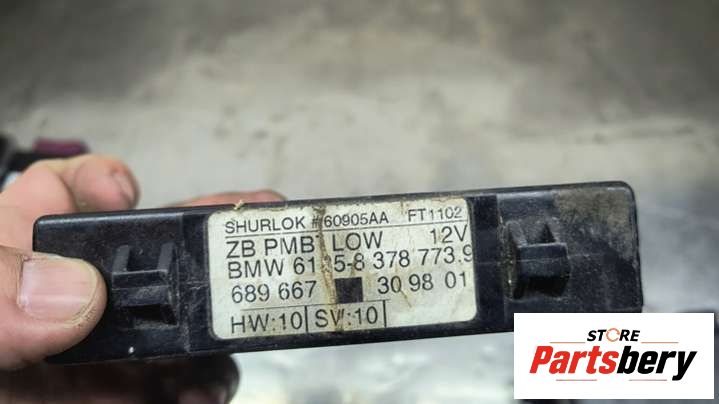 SHURLOK #60905AA FT1102
ZB PMB LOW 12V
BMW 61 5-8 378 773.9
689 667 30 98 01
HW:10 SW:10
STORE
Partsbery